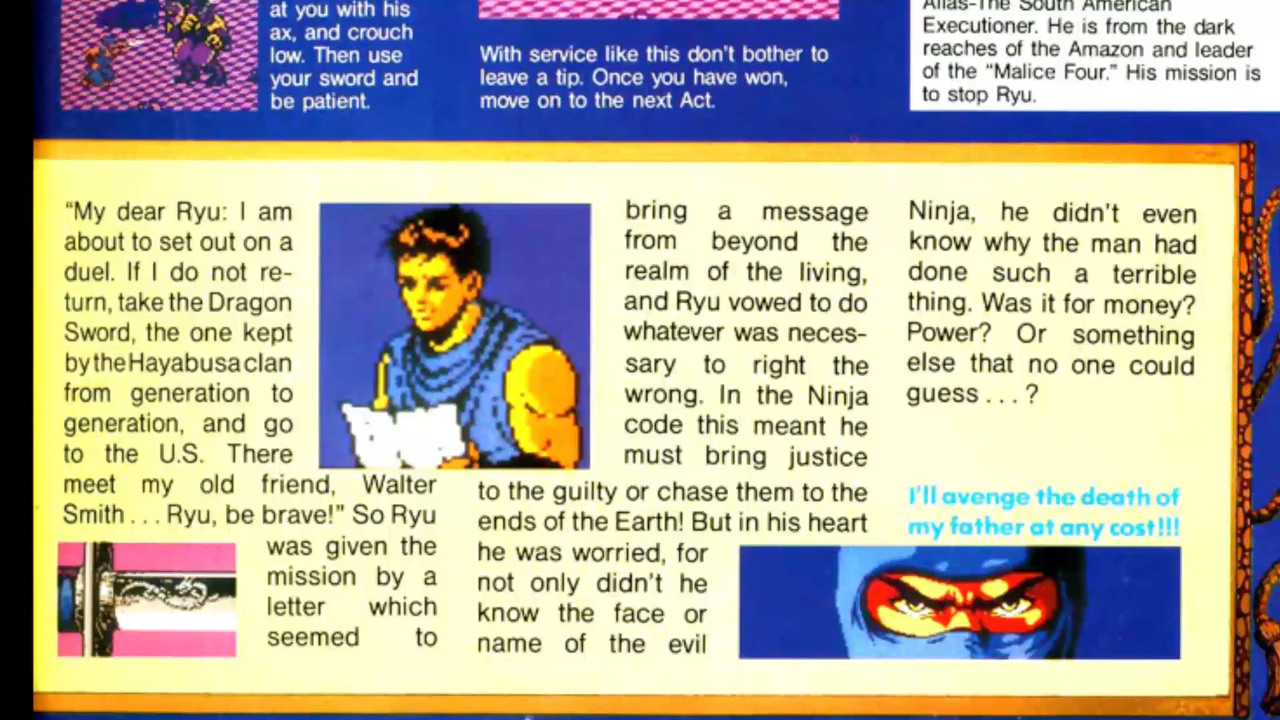 at you with his
ax, and crouch
low. Then use
your sword and
be patient.
With service like this don't bother to
leave a tip. Once you have won,
move on to the next Act.
Alias-The South American
Executioner. He is from the dark
reaches of the Amazon and leader
of the "Malice Four." His mission is
to stop Ryu.
"My dear Ryu: I am
about to set out on a
duel. If I do not re-
turn, take the Dragon
Sword, the one kept
by the Hayabusa clan
from generation to
generation, and go
to the U.S. There
meet my old friend, Walter
Smith . . . Ryu, be brave!" So Ryu
was given the
mission by a
letter which
seemed to
bring a message
from beyond the
realm of the living,
and Ryu vowed to do
whatever was neces-
sary to right the
wrong. In the Ninja
code this meant he
must bring justice
to the guilty or chase them to the
ends of the Earth! But in his heart
he was worried, for
not only didn't he
know the face or
name of the evil
Ninja, he didn't even
know why the man had
done such a terrible
thing. Was it for money?
Power? Or something
else that no one could
guess . . . ?
I'll avenge the death of
my father at any cost!!!